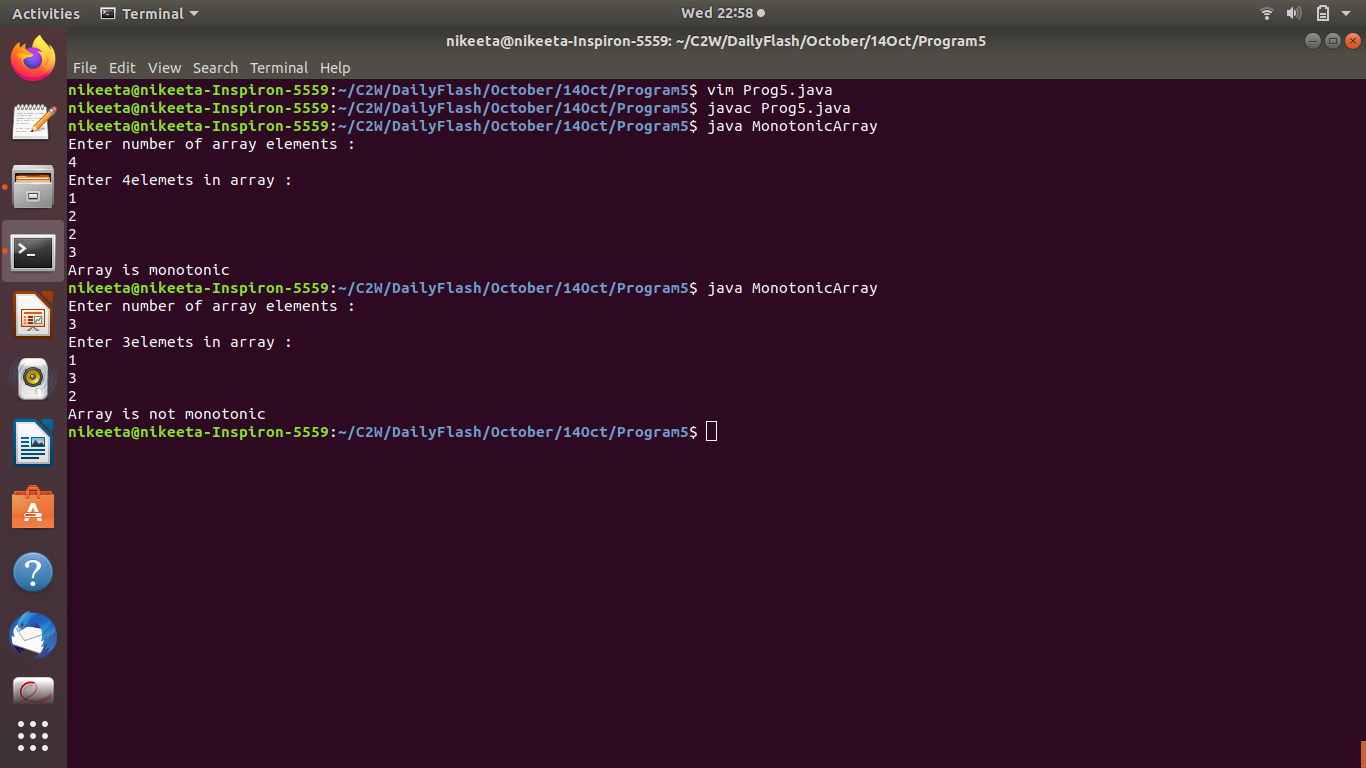 Activities Terminal Wed 22:58
nikeeta@nikeeta-Inspiron-5559: ~/C2W/DailyFlash/October/14Oct/Program5
File Edit View Search Terminal Help
nikeeta@nikeeta-Inspiron-5559:~/C2W/DailyFlash/October/14Oct/Program5$ vim Prog5.java
nikeeta@nikeeta-Inspiron-5559:~/C2W/DailyFlash/October/14Oct/Program5$ javac Prog5.java
nikeeta@nikeeta-Inspiron-5559:~/C2W/DailyFlash/October/14Oct/Program5$ java MonotonicArray
Enter number of array elements :
4
Enter 4elemets in array :
1
2
2
3
Array is monotonic
nikeeta@nikeeta-Inspiron-5559:~/C2W/DailyFlash/October/14Oct/Program5$ java MonotonicArray
Enter number of array elements :
3
Enter 3elemets in array :
1
3
2
Array is not monotonic
nikeeta@nikeeta-Inspiron-5559:~/C2W/DailyFlash/October/14Oct/Program5$